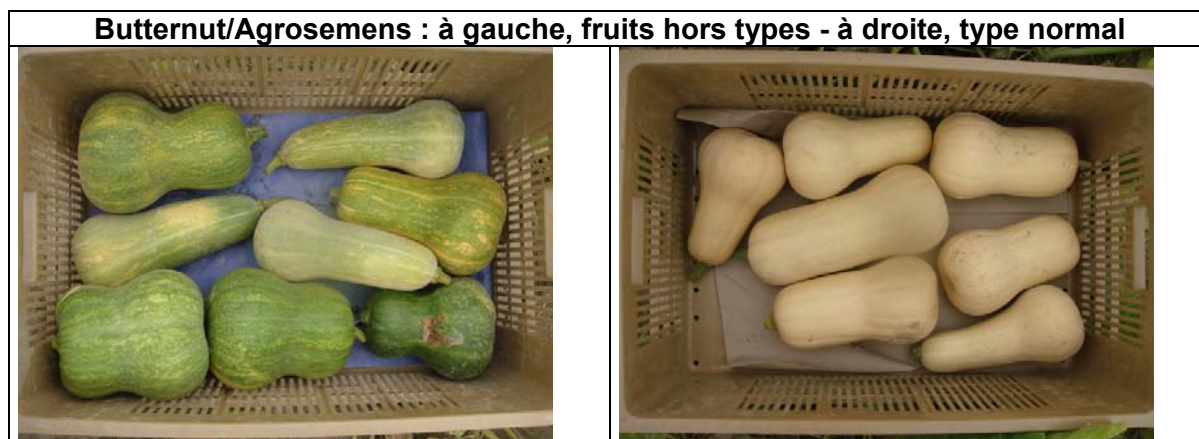 Butternut/Agrosemens : à gauche, fruits hors types - à droite, type normal